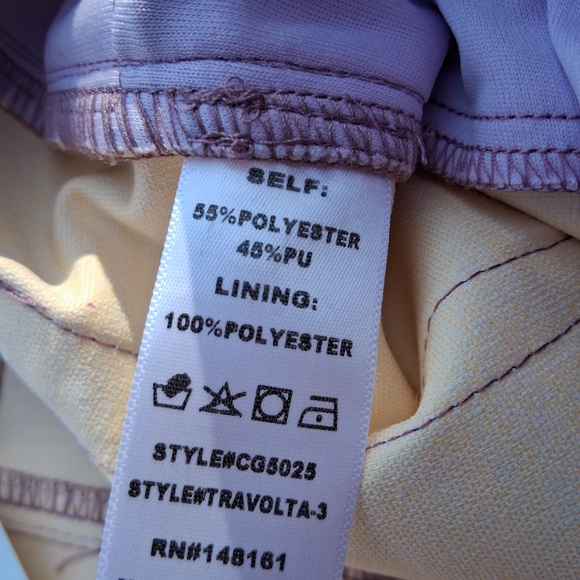 SELF:
55%POLYESTER
45%PU
LINING:
100%POLYESTER
STYLE#CG5025
STYLE#TRAVOLTA-3
RN#148161